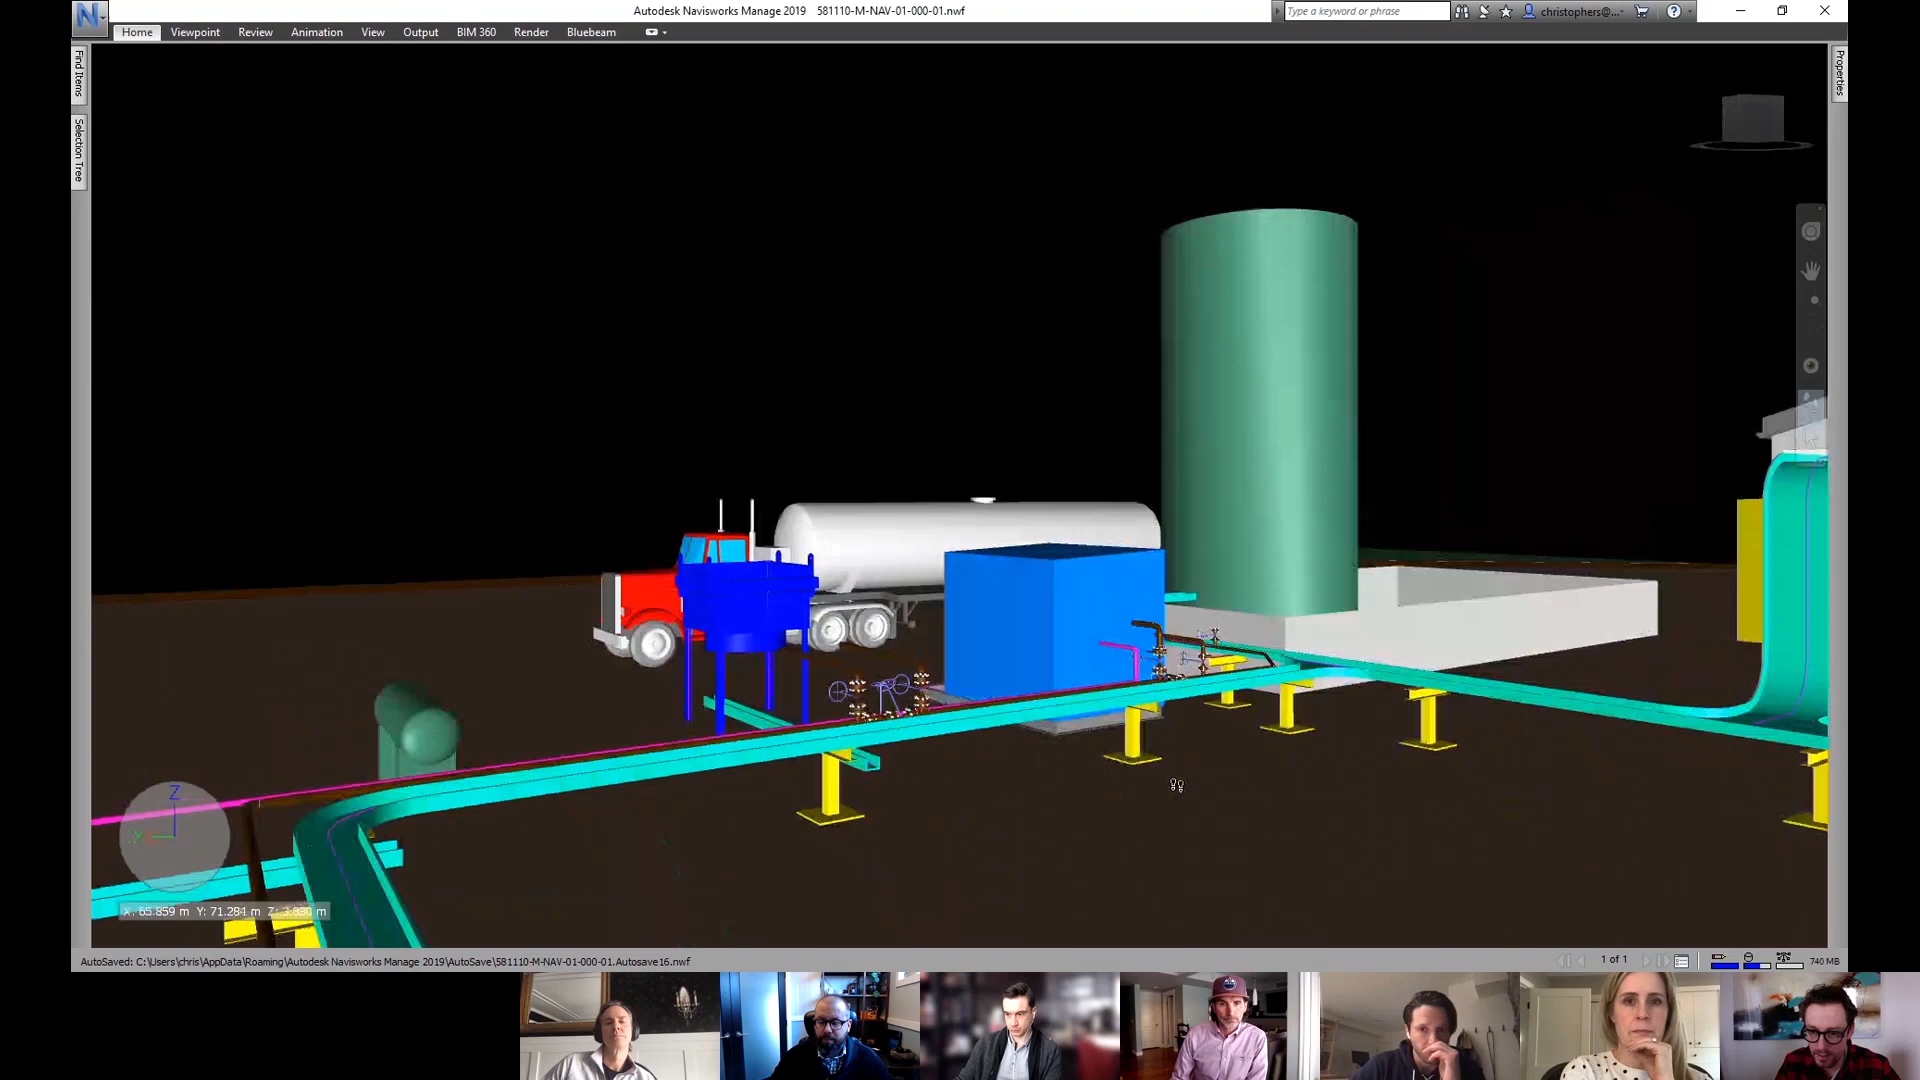 Autodesk Navisworks Manage 2019 581110-M-NAV-01-000-01.nwf
Type a keyword or phrase
christophers@...
Home Viewpoint Review Animation View Output BIM 360 Render Bluebeam
Find Items
Selection Tree
Properties
Z
Y
X: 65.859 m Y: 71.284 m Z: 3.830 m
AutoSaved: C:\Users\chris\AppData\Roaming\Autodesk Navisworks Manage 2019\AutoSave\581110-M-NAV-01-000-01.Autosave16.nwf
1 of 1
740 MB